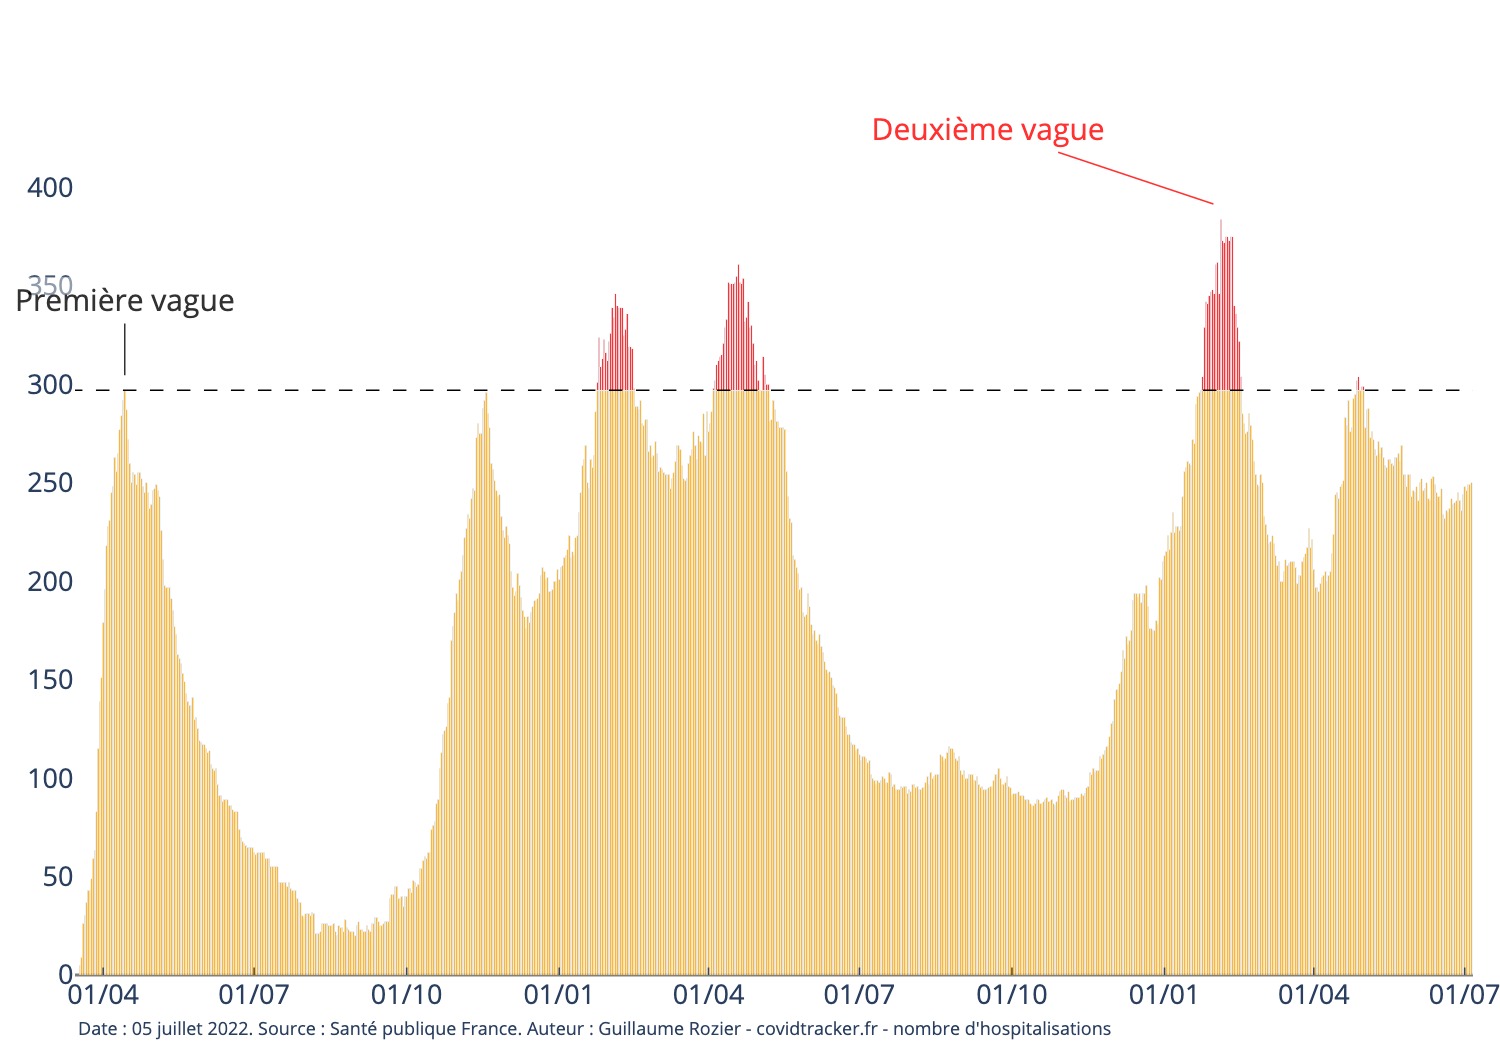 Deuxième vague
400
350
Première vague
300
250
200
150
100
50
0
01/04 01/07 01/10 01/01 01/04 01/07 01/10 01/01 01/04 01/07
Date : 05 juillet 2022. Source : Santé publique France. Auteur : Guillaume Rozier - covidtracker.fr - nombre d'hospitalisations